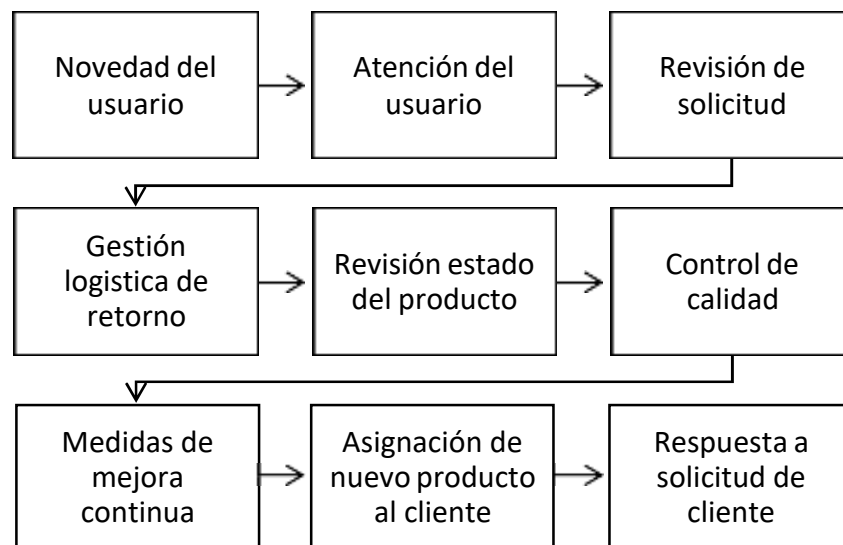 Novedad del
usuario
Atención del
usuario
Revisión de
solicitud
Gestión
logistica de
retorno
Revisión estado
del producto
Control de
calidad
Medidas de
mejora
continua
Asignación de
nuevo producto
al cliente
Respuesta a
solicitud de
cliente